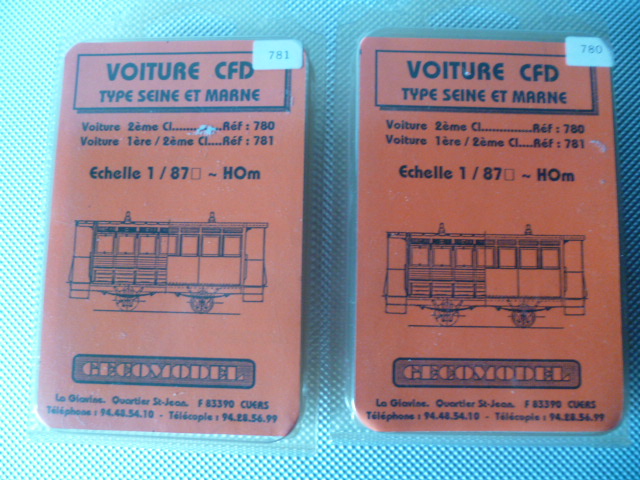 781
VOITURE CFD
TYPE SEINE ET MARNE
Voiture 2ème Cl..............Réf : 780
Voiture 1ère / 2ème Cl....Réf : 781
Echelle 1 / 87□ ~ HOm
GECOMODEL
La Giavine. Quartier St-Jean. F 83390 CUERS
Téléphone : 94.48.54.10 - Télécopie : 94.28.56.99
780
VOITURE CFD
TYPE SEINE ET MARNE
Voiture 2ème Cl..............Réf : 780
Voiture 1ère / 2ème Cl....Réf : 781
Echelle 1 / 87□ ~ HOm
GECOMODEL
La Giavine. Quartier St-Jean. F 83390 CUERS
Téléphone : 94.48.54.10 - Télécopie : 94.28.56.99